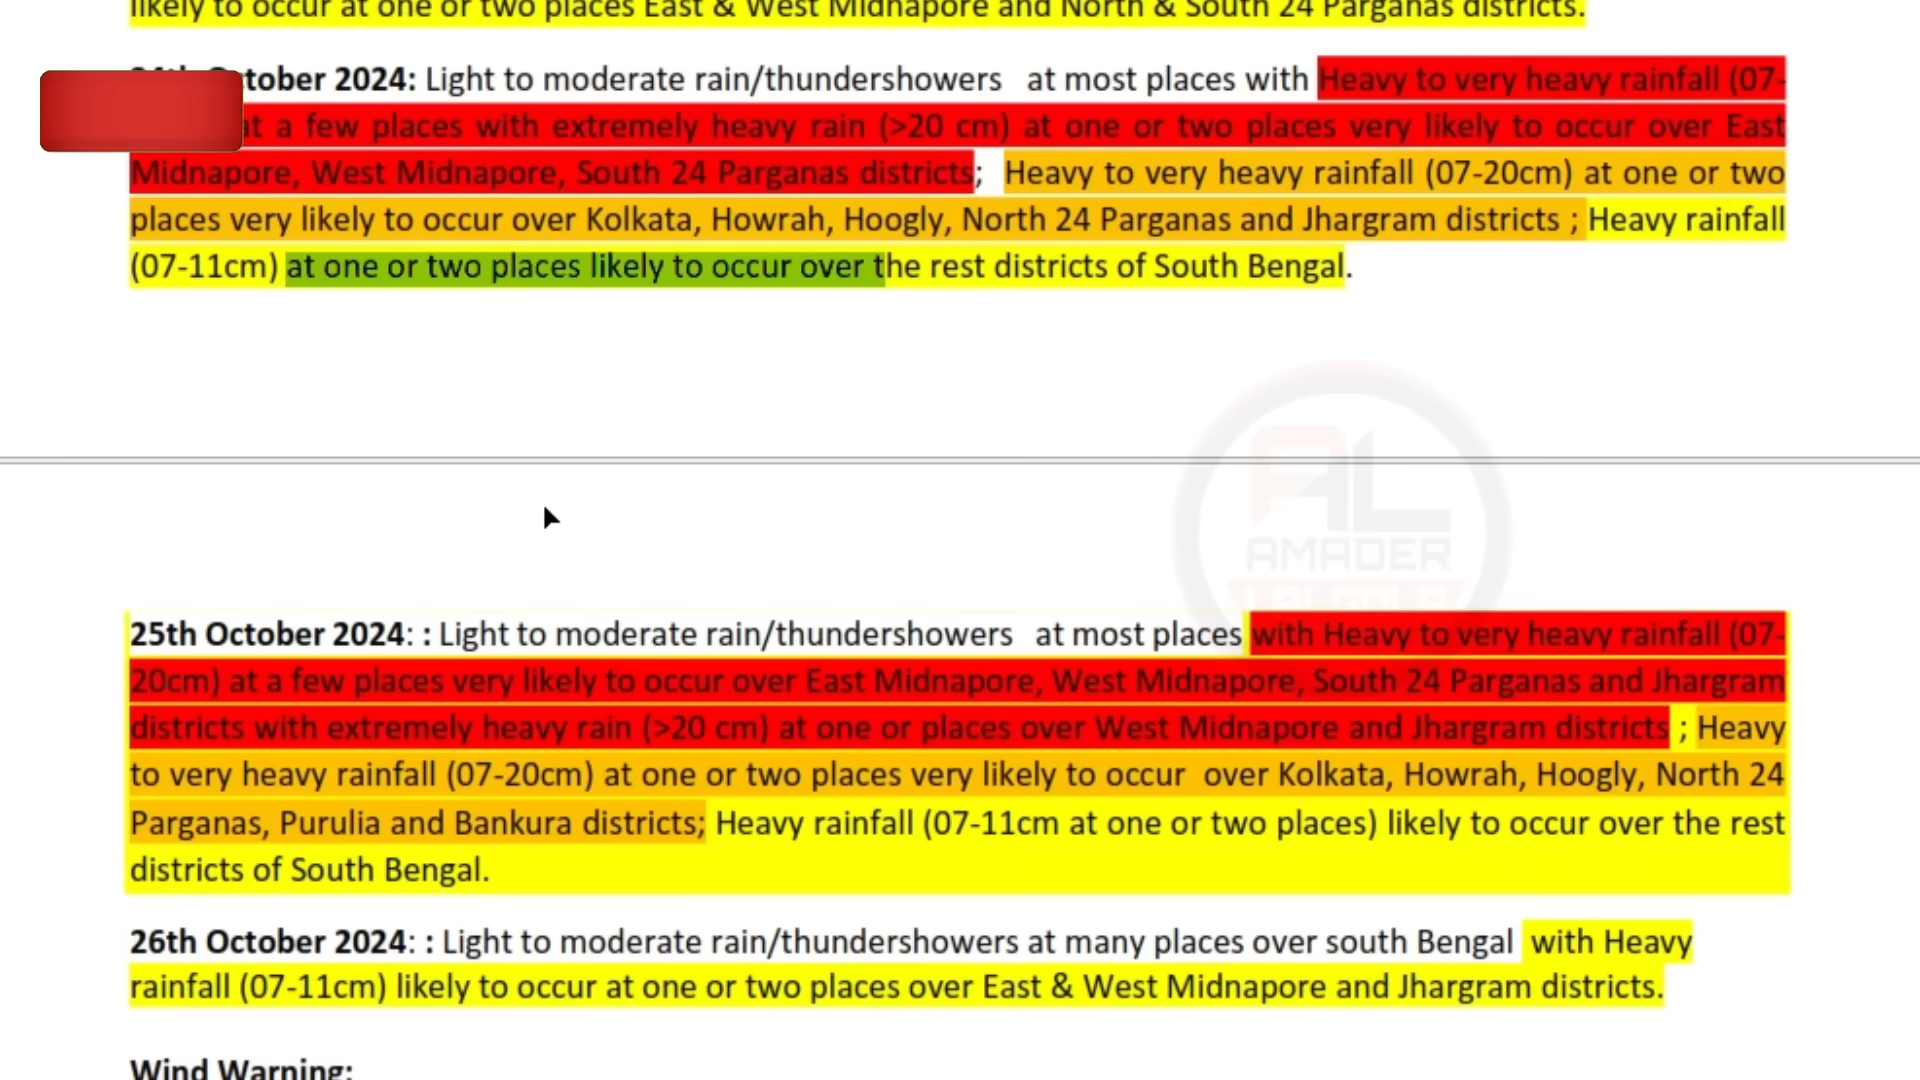 likely to occur at one or two places East & West Midnapore and North & South 24 Parganas districts.
October 2024: Light to moderate rain/thundershowers at most places with Heavy to very heavy rainfall (07-
at a few places with extremely heavy rain (>20 cm) at one or two places very likely to occur over East
Midnapore, West Midnapore, South 24 Parganas districts; Heavy to very heavy rainfall (07-20cm) at one or two
places very likely to occur over Kolkata, Howrah, Hoogly, North 24 Parganas and Jhargram districts ; Heavy rainfall
(07-11cm) at one or two places likely to occur over the rest districts of South Bengal.
AL
AMADER
LALGOLA
25th October 2024: : Light to moderate rain/thundershowers at most places with Heavy to very heavy rainfall (07-
20cm) at a few places very likely to occur over East Midnapore, West Midnapore, South 24 Parganas and Jhargram
districts with extremely heavy rain (>20 cm) at one or places over West Midnapore and Jhargram districts ; Heavy
to very heavy rainfall (07-20cm) at one or two places very likely to occur over Kolkata, Howrah, Hoogly, North 24
Parganas, Purulia and Bankura districts; Heavy rainfall (07-11cm at one or two places) likely to occur over the rest
districts of South Bengal.
26th October 2024: : Light to moderate rain/thundershowers at many places over south Bengal with Heavy
rainfall (07-11cm) likely to occur at one or two places over East & West Midnapore and Jhargram districts.
Wind Warning: